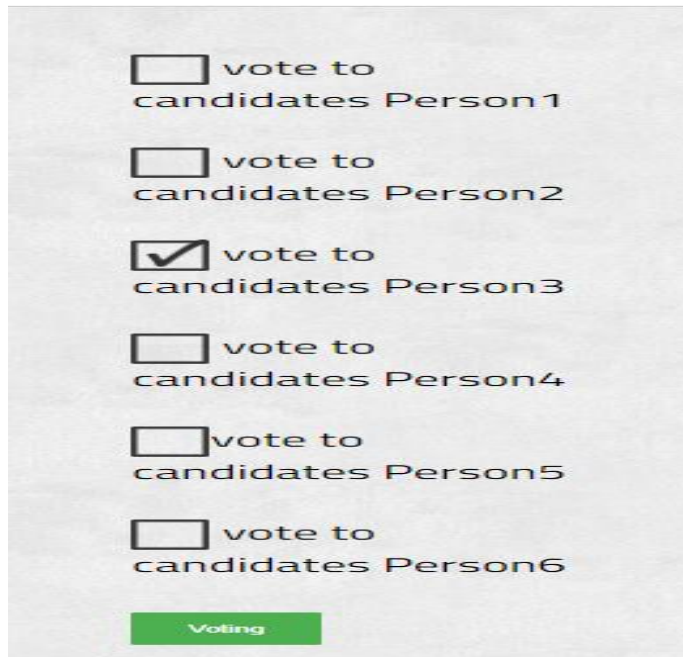 vote to
candidates Person1
vote to
candidates Person2
vote to
candidates Person3
vote to
candidates Person4
vote to
candidates Person5
vote to
candidates Person6
Voting